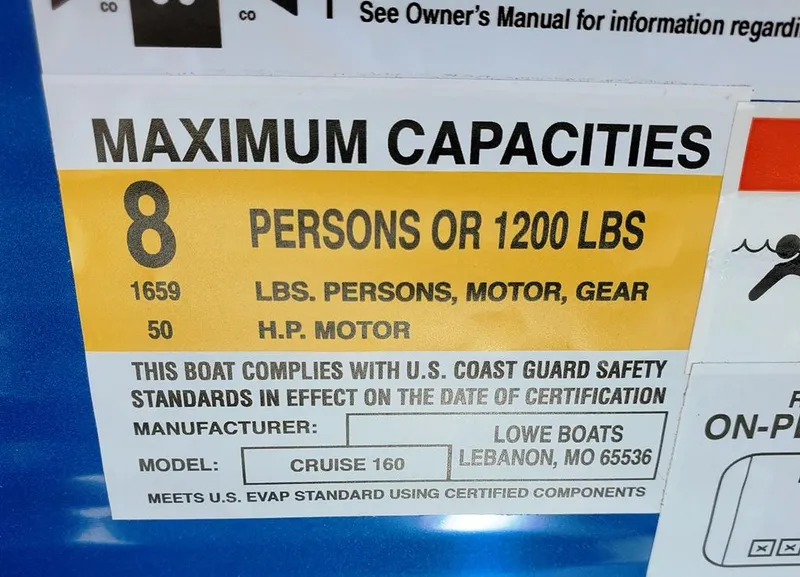 CO CO
See Owner's Manual for information
MAXIMUM CAPACITIES
8 PERSONS OR 1200 LBS
1659 LBS. PERSONS, MOTOR, GEAR
50 H.P. MOTOR
THIS BOAT COMPLIES WITH U.S. COAST GUARD SAFETY
STANDARDS IN EFFECT ON THE DATE OF CERTIFICATION
MANUFACTURER: LOWE BOATS
MODEL: CRUISE 160 LEBANON, MO 65536
MEETS U.S. EVAP STANDARD USING CERTIFIED COMPONENTS